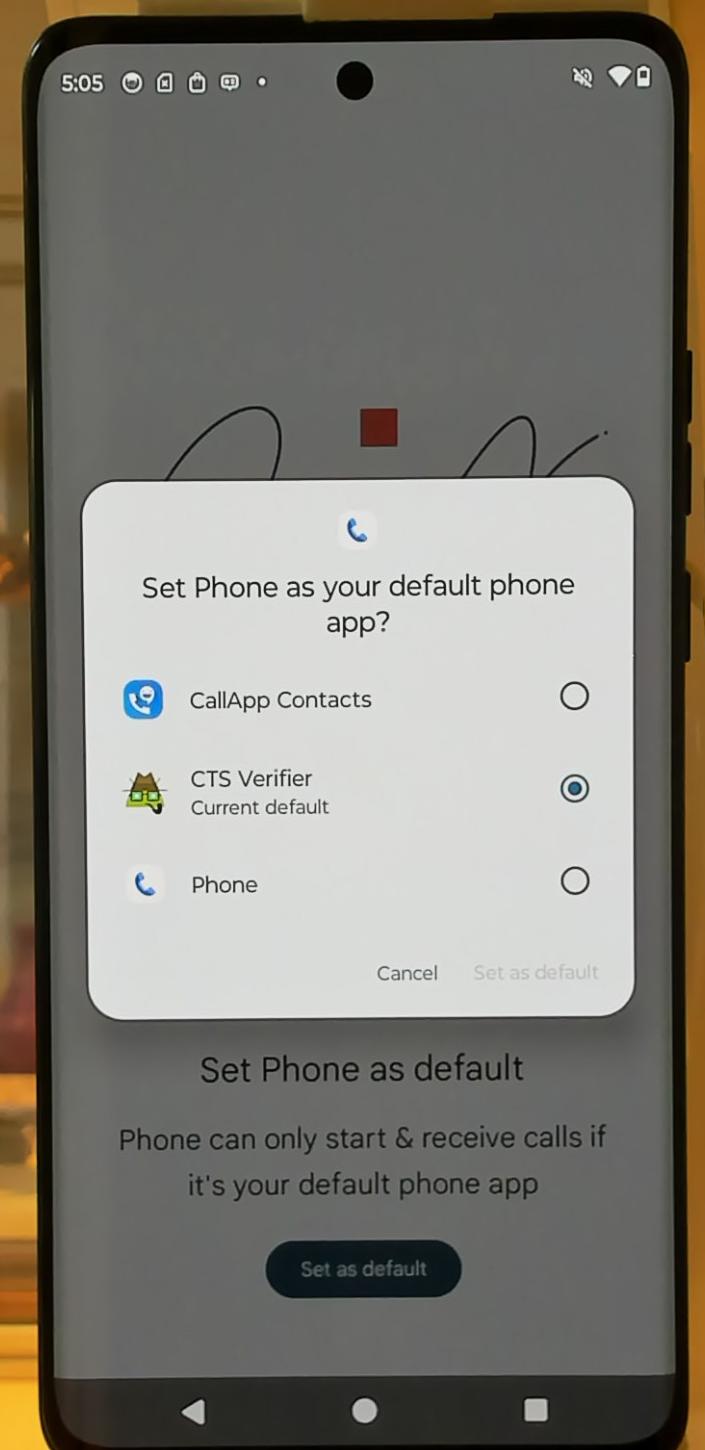 5:05
Set Phone as your default phone
app?
CallApp Contacts
CTS Verifier
Current default
Phone
Cancel
Set as default
Set Phone as default
Phone can only start & receive calls if
it's your default phone app
Set as default